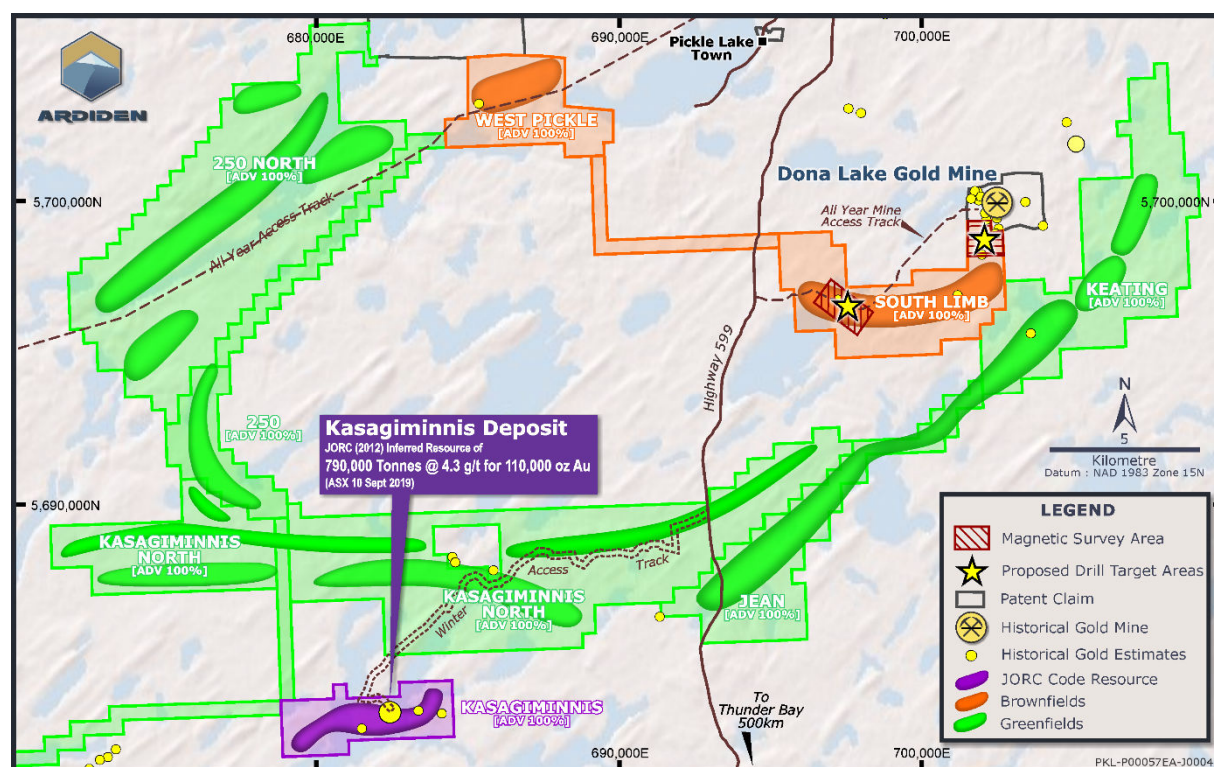 680,000E
690,000E
700,000E
Pickle Lake
Town
ARDIDEN
WEST PICKLE
[ADV 100%]
250 NORTH
[ADV 100%]
Dona Lake Gold Mine
5,700,000N
5,700,000N
All Year Mine
Access Track
All Year Access Track
KEATING
[ADV 100%]
SOUTH LIMB
[ADV 100%]
Highway 599
250
[ADV 100%]
Kasagiminnis Deposit
JORC (2012) Inferred Resource of
790,000 Tonnes @ 4.3 g/t for 110,000 oz Au
(ASX 10 Sept 2019)
N
5
Kilometre
Datum : NAD 1983 Zone 15N
5,690,000N
KASAGIMINNIS
NORTH
[ADV 100%]
Winter Access Track
KASAGIMINNIS
NORTH
[ADV 100%]
JEAN
[ADV 100%]
KASAGIMINNIS
[ADV 100%]
To
Thunder Bay
500km
LEGEND
Magnetic Survey Area
Proposed Drill Target Areas
Patent Claim
Historical Gold Mine
Historical Gold Estimates
JORC Code Resource
Brownfields
Greenfields
690,000E
700,000E
PKL-P00057EA-J0004